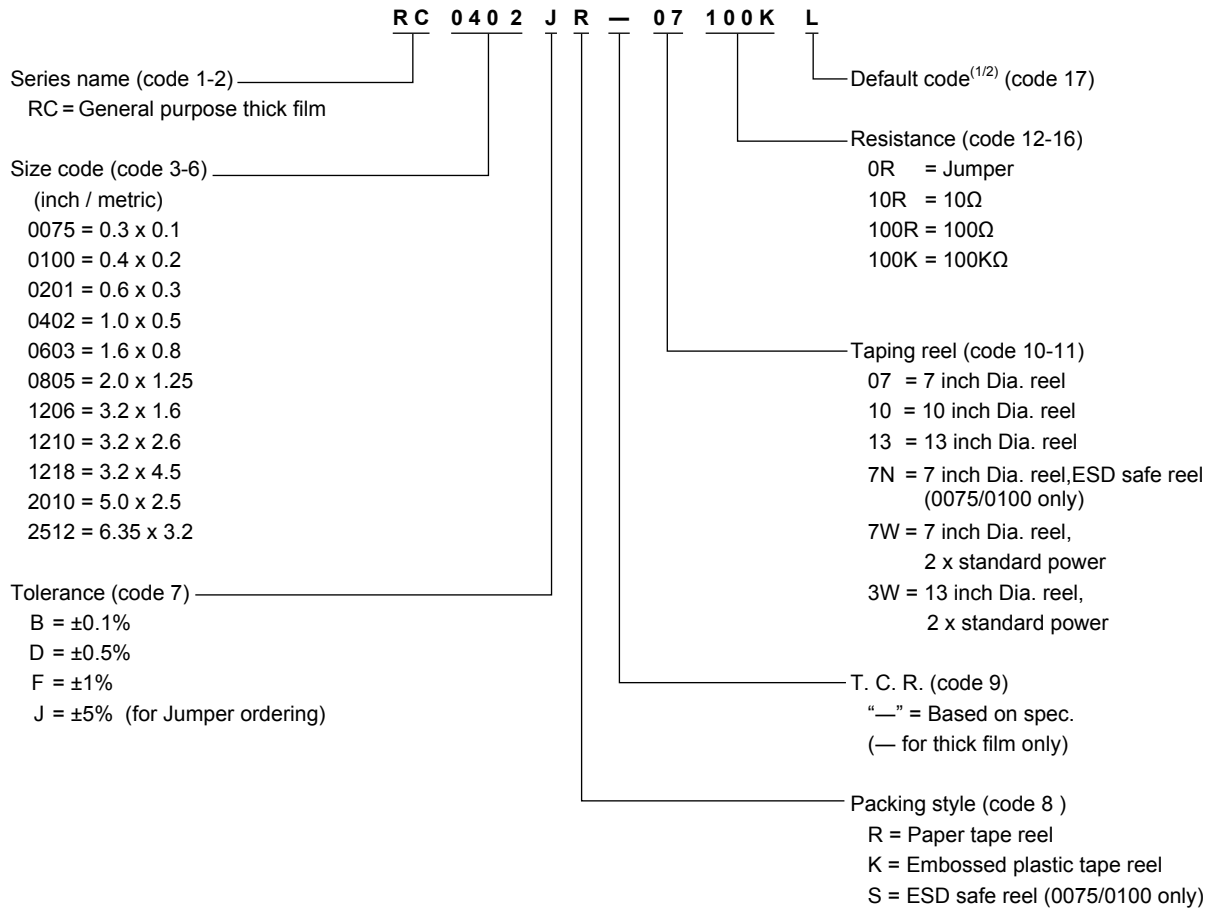 RC 0402 J R — 07 100K L
Series name (code 1-2)
RC = General purpose thick film
Size code (code 3-6)
(inch / metric)
0075 = 0.3 x 0.1
0100 = 0.4 x 0.2
0201 = 0.6 x 0.3
0402 = 1.0 x 0.5
0603 = 1.6 x 0.8
0805 = 2.0 x 1.25
1206 = 3.2 x 1.6
1210 = 3.2 x 2.6
1218 = 3.2 x 4.5
2010 = 5.0 x 2.5
2512 = 6.35 x 3.2
Tolerance (code 7)
B = ±0.1%
D = ±0.5%
F = ±1%
J = ±5% (for Jumper ordering)
Default code(1/2) (code 17)
Resistance (code 12-16)
0R = Jumper
10R = 10Ω
100R = 100Ω
100K = 100KΩ
Taping reel (code 10-11)
07 = 7 inch Dia. reel
10 = 10 inch Dia. reel
13 = 13 inch Dia. reel
7N = 7 inch Dia. reel,ESD safe reel
(0075/0100 only)
7W = 7 inch Dia. reel,
2 x standard power
3W = 13 inch Dia. reel,
2 x standard power
T. C. R. (code 9)
“—” = Based on spec.
(— for thick film only)
Packing style (code 8 )
R = Paper tape reel
K = Embossed plastic tape reel
S = ESD safe reel (0075/0100 only)